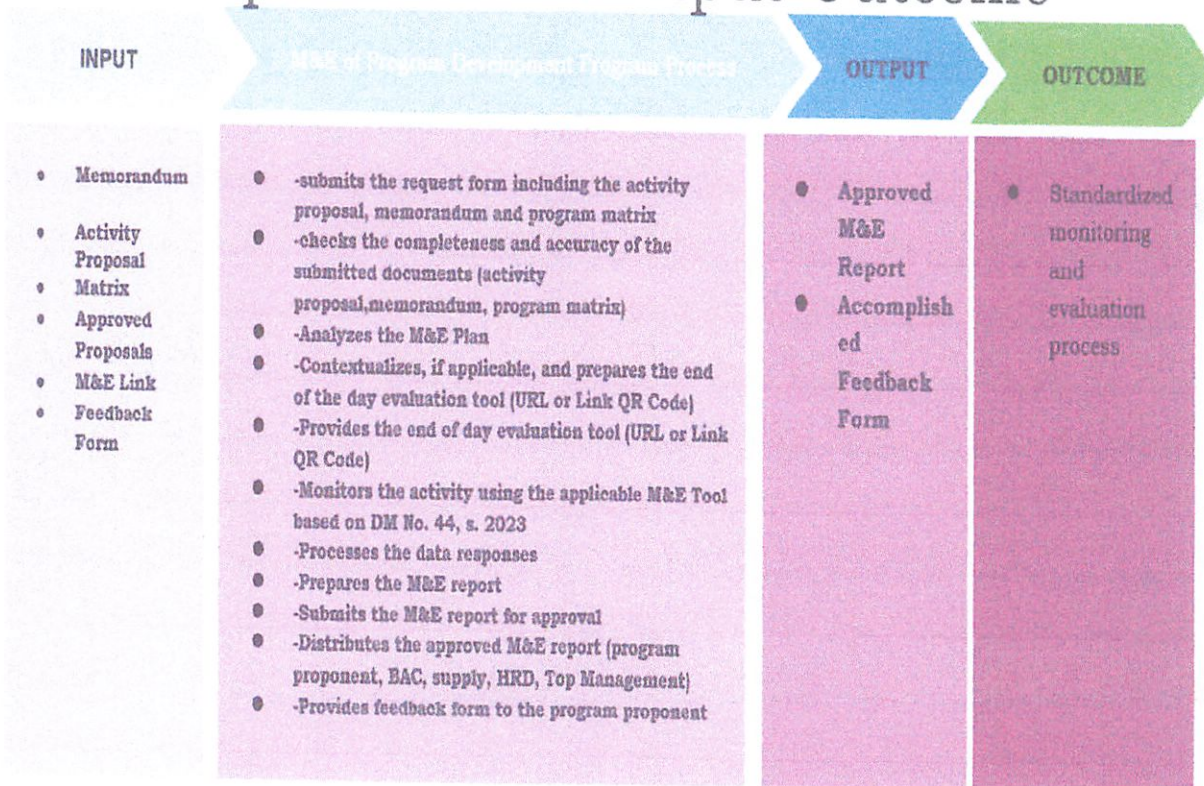 INPUT
M&E of Program Development Program Process
OUTPUT
OUTCOME
• Memorandum
• Activity
Proposal
• Matrix
• Approved
Proposals
• M&E Link
• Feedback
Form
• -submits the request form including the activity
proposal, memorandum and program matrix
• -checks the completeness and accuracy of the
submitted documents (activity
proposal,memorandum, program matrix)
• -Analyzes the M&E Plan
• -Contextualizes, if applicable, and prepares the end
of the day evaluation tool (URL or Link QR Code)
• -Provides the end of day evaluation tool (URL or Link
QR Code)
• -Monitors the activity using the applicable M&E Tool
based on DM No. 44, s. 2023
• -Processes the data responses
• -Prepares the M&E report
• -Submits the M&E report for approval
• -Distributes the approved M&E report (program
proponent, BAC, supply, HRD, Top Management)
• -Provides feedback form to the program proponent
• Approved
M&E
Report
• Accomplish
ed
Feedback
Form
• Standardized
monitoring
and
evaluation
process